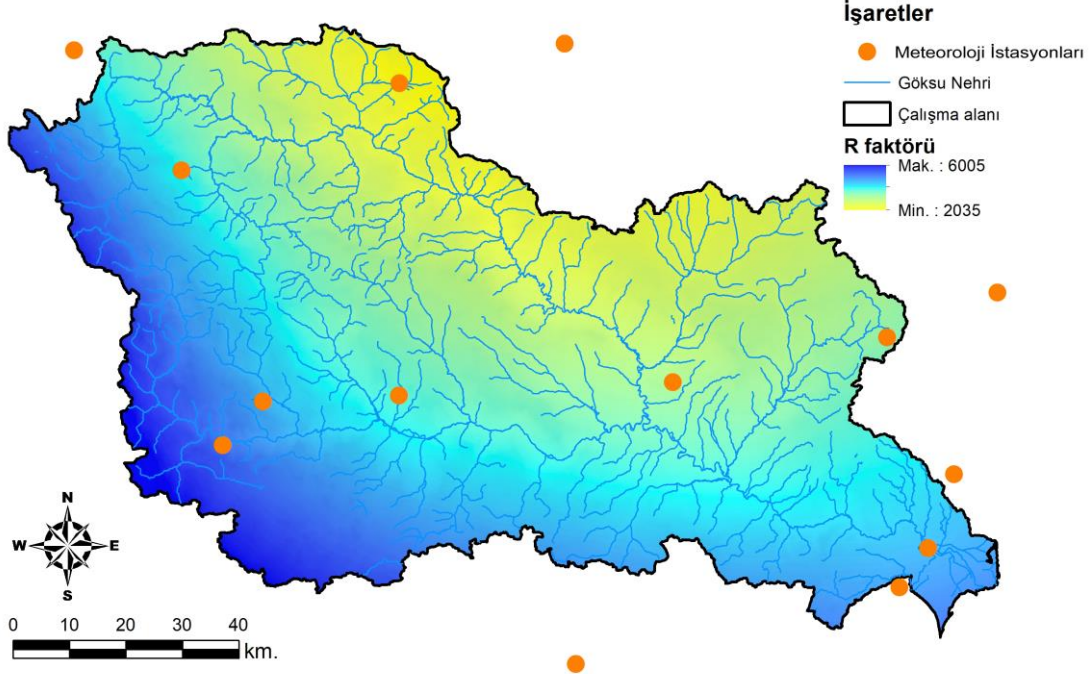 İşaretler
Meteoroloji İstasyonları
Göksu Nehri
Çalışma alanı
R faktörü
Mak. : 6005
Min. : 2035
N
W E
S
0 10 20 30 40
km.